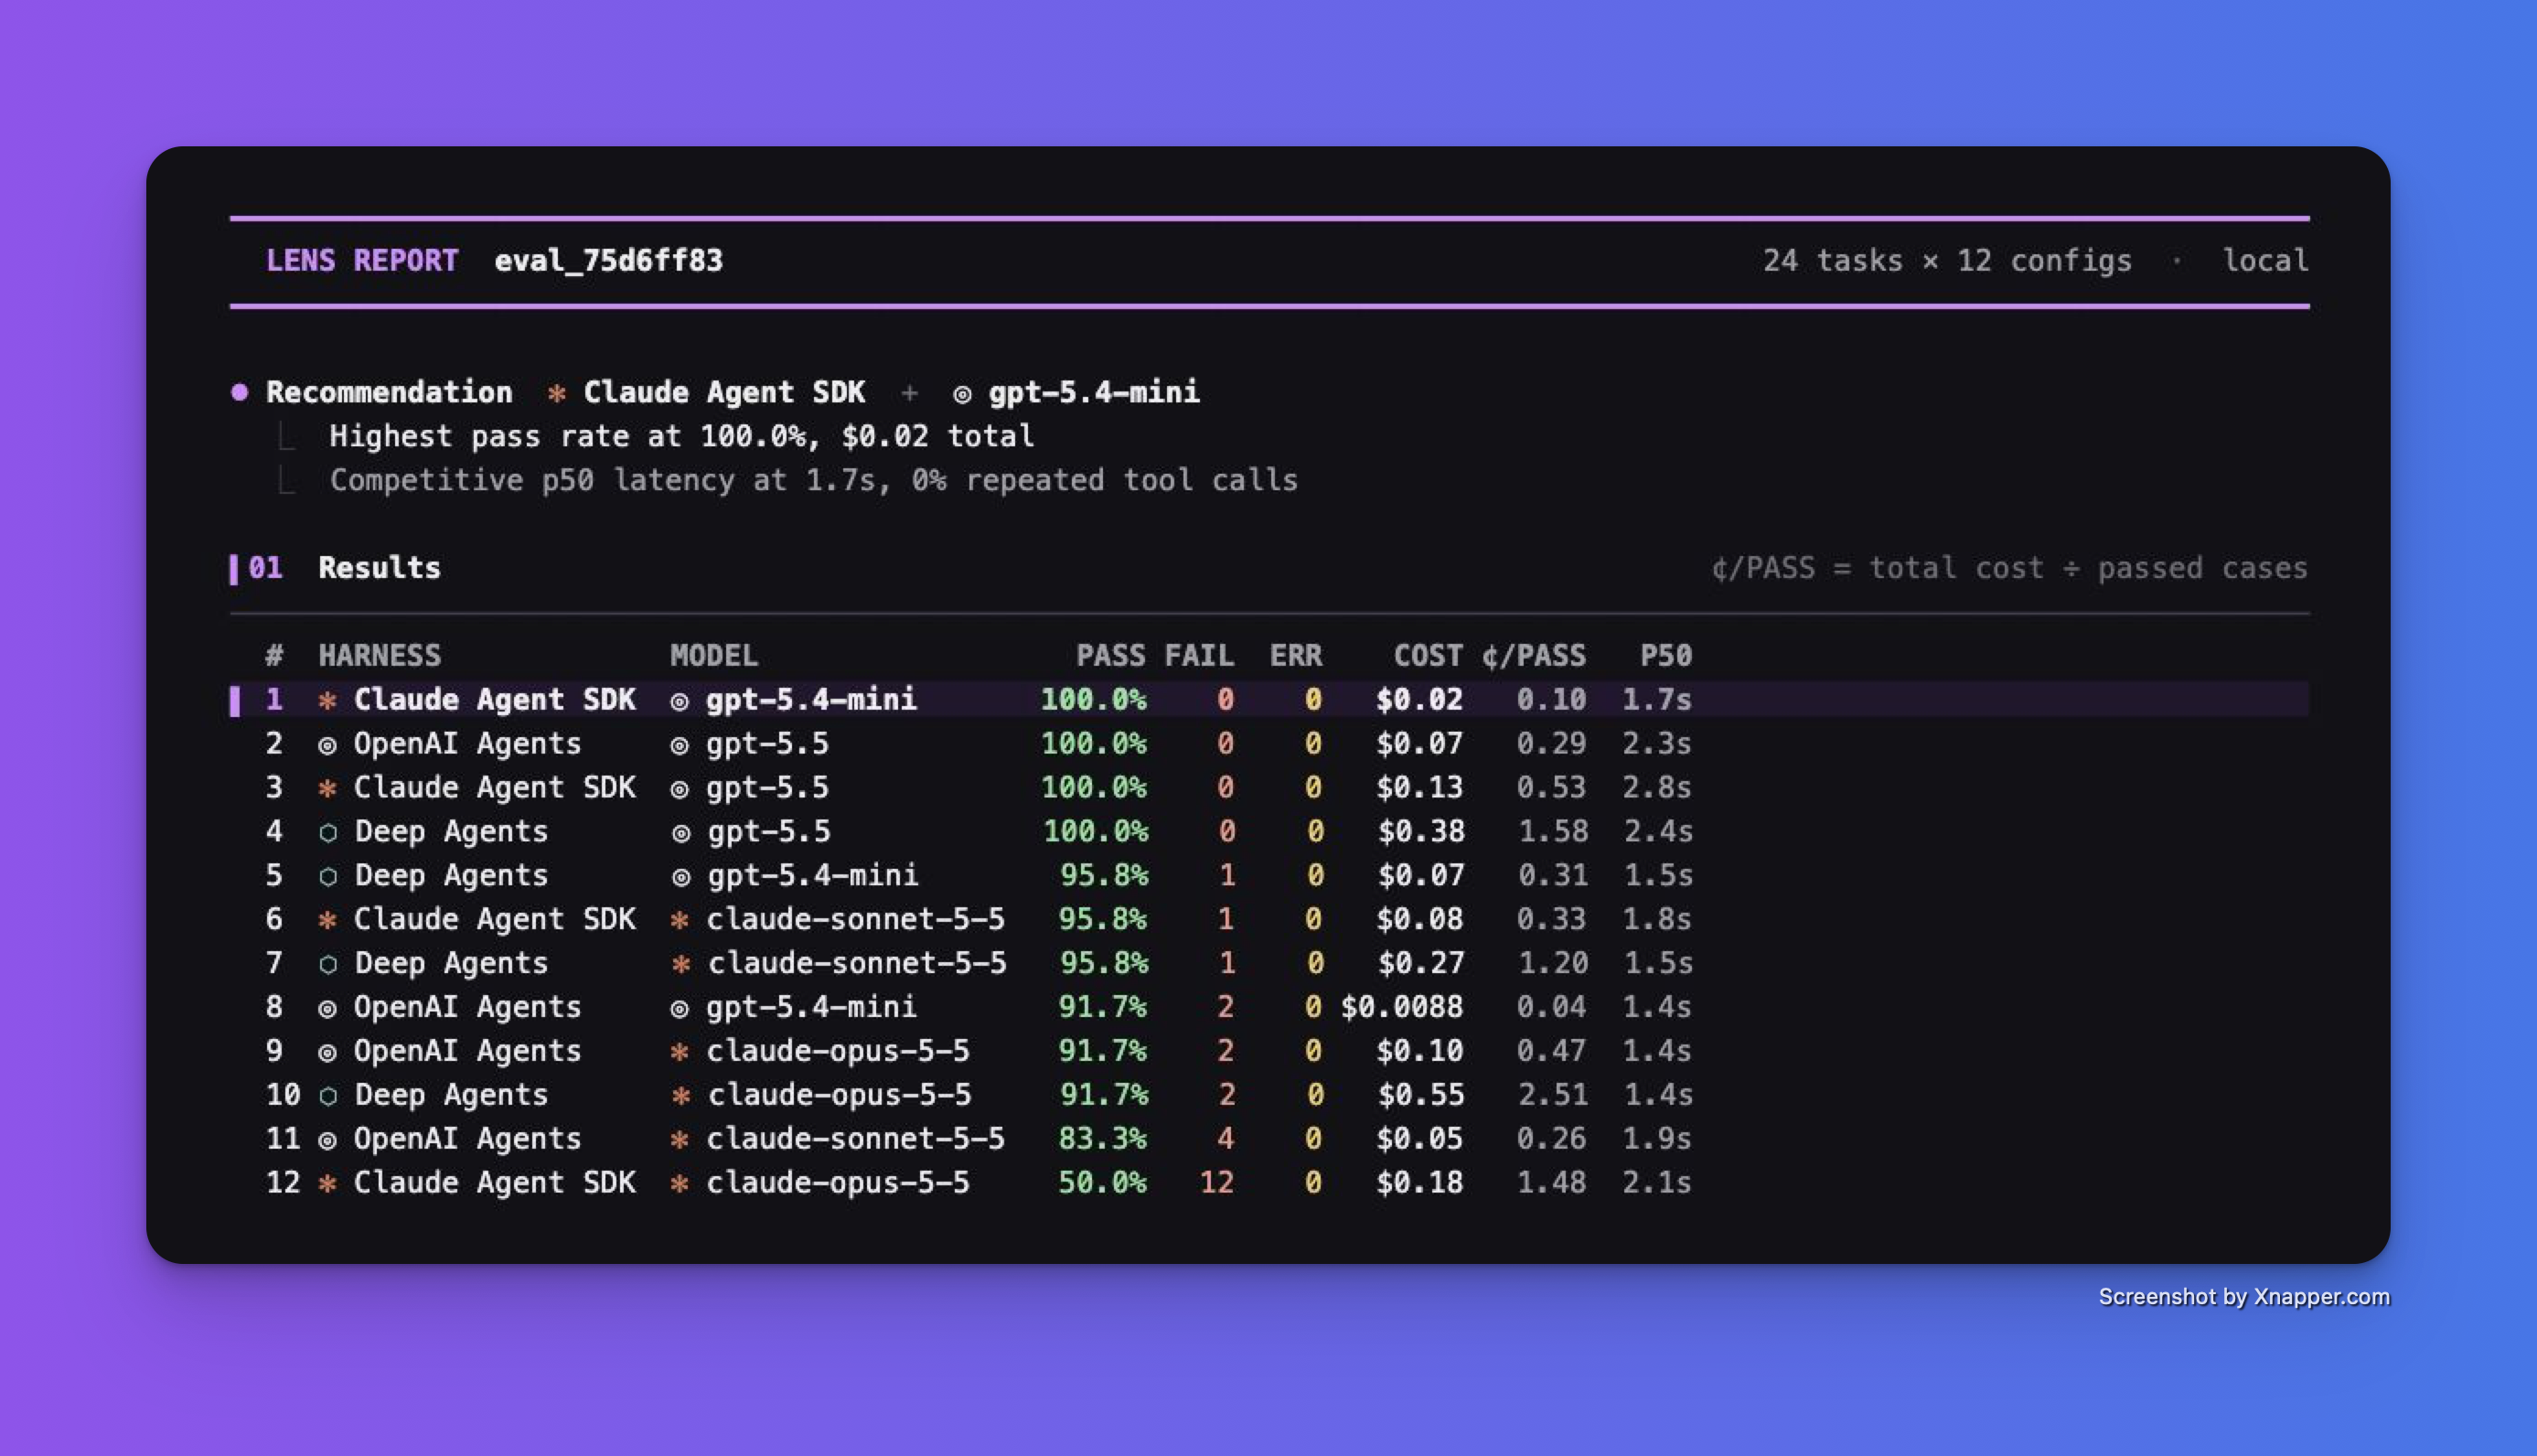 LENS REPORT eval_75d6ff83 24 tasks × 12 configs · local
● Recommendation ✻ Claude Agent SDK + ◎ gpt-5.4-mini
Highest pass rate at 100.0%, $0.02 total
Competitive p50 latency at 1.7s, 0% repeated tool calls
01 Results ¢/PASS = total cost ÷ passed cases
# HARNESS MODEL PASS FAIL ERR COST ¢/PASS P50
1 ✻ Claude Agent SDK ◎ gpt-5.4-mini 100.0% 0 0 $0.02 0.10 1.7s
2 ◎ OpenAI Agents ◎ gpt-5.5 100.0% 0 0 $0.07 0.29 2.3s
3 ✻ Claude Agent SDK ◎ gpt-5.5 100.0% 0 0 $0.13 0.53 2.8s
4 ⬡ Deep Agents ◎ gpt-5.5 100.0% 0 0 $0.38 1.58 2.4s
5 ⬡ Deep Agents ◎ gpt-5.4-mini 95.8% 1 0 $0.07 0.31 1.5s
6 ✻ Claude Agent SDK ✻ claude-sonnet-5-5 95.8% 1 0 $0.08 0.33 1.8s
7 ⬡ Deep Agents ✻ claude-sonnet-5-5 95.8% 1 0 $0.27 1.20 1.5s
8 ◎ OpenAI Agents ◎ gpt-5.4-mini 91.7% 2 0 $0.0088 0.04 1.4s
9 ◎ OpenAI Agents ✻ claude-opus-5-5 91.7% 2 0 $0.10 0.47 1.4s
10 ⬡ Deep Agents ✻ claude-opus-5-5 91.7% 2 0 $0.55 2.51 1.4s
11 ◎ OpenAI Agents ✻ claude-sonnet-5-5 83.3% 4 0 $0.05 0.26 1.9s
12 ✻ Claude Agent SDK ✻ claude-opus-5-5 50.0% 12 0 $0.18 1.48 2.1s
Screenshot by Xnapper.com